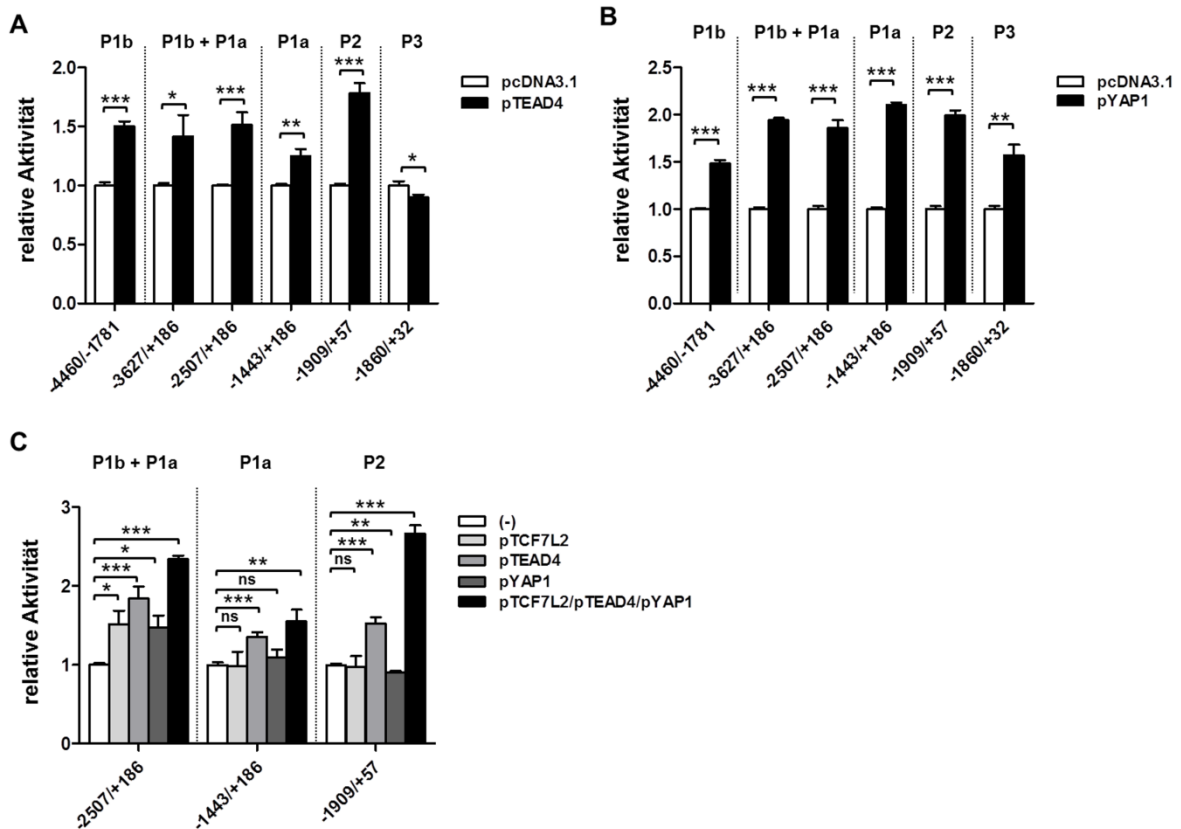 A
P1b P1b + P1a P1a P2 P3
relative Aktivität
2.0
1.5
1.0
0.5
0.0
*** * *** ** *** *
-4460/-1781 -3627/+186 -2507/+186 -1443/+186 -1909/+57 -1860/+32
pcDNA3.1
pTEAD4
B
P1b P1b + P1a P1a P2 P3
relative Aktivität
2.5
2.0
1.5
1.0
0.5
0.0
*** *** *** *** *** **
-4460/-1781 -3627/+186 -2507/+186 -1443/+186 -1909/+57 -1860/+32
pcDNA3.1
pYAP1
C
P1b + P1a P1a P2
relative Aktivität
3
2
1
0
***
*
***
*
**
ns
***
ns
***
**
***
ns
-2507/+186 -1443/+186 -1909/+57
(-)
pTCF7L2
pTEAD4
pYAP1
pTCF7L2/pTEAD4/pYAP1